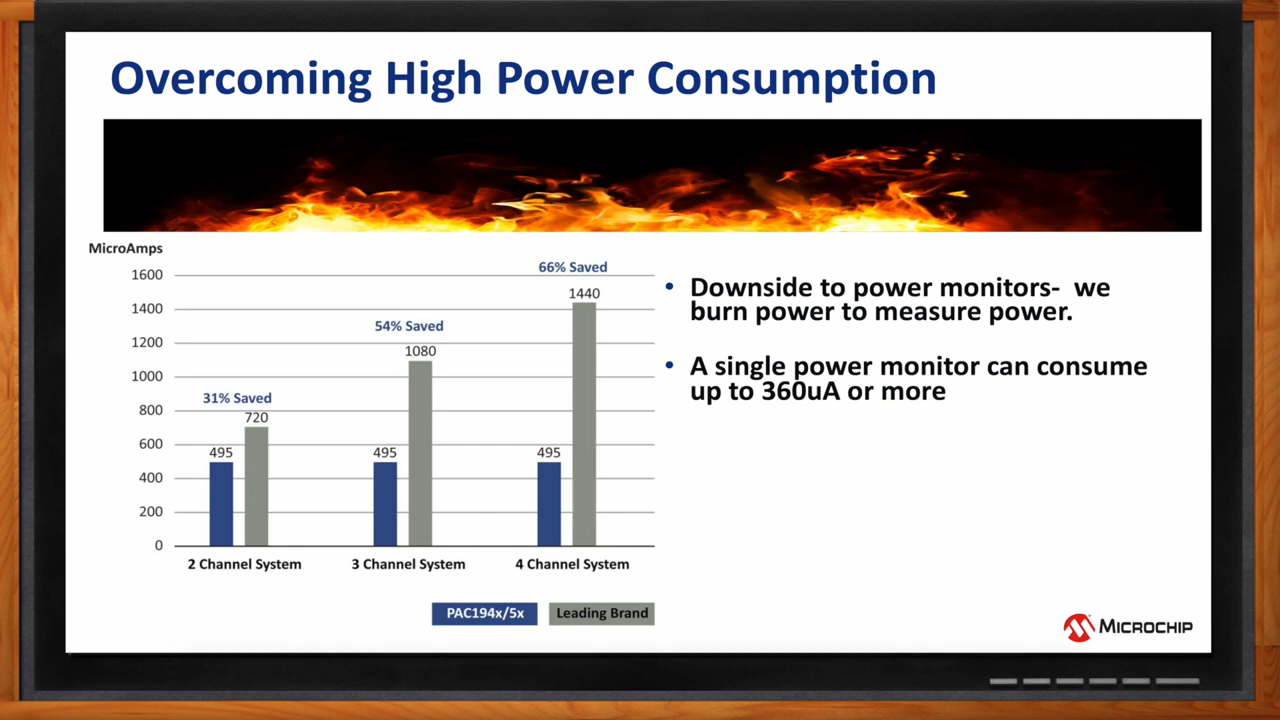 Overcoming High Power Consumption
MicroAmps
1600
1400
1200
1000
800
600
400
200
0
31% Saved
54% Saved
66% Saved
495
720
495
1080
495
1440
2 Channel System
3 Channel System
4 Channel System
PAC194x/5x
Leading Brand
• Downside to power monitors- we
burn power to measure power.
• A single power monitor can consume
up to 360uA or more
MICROCHIP